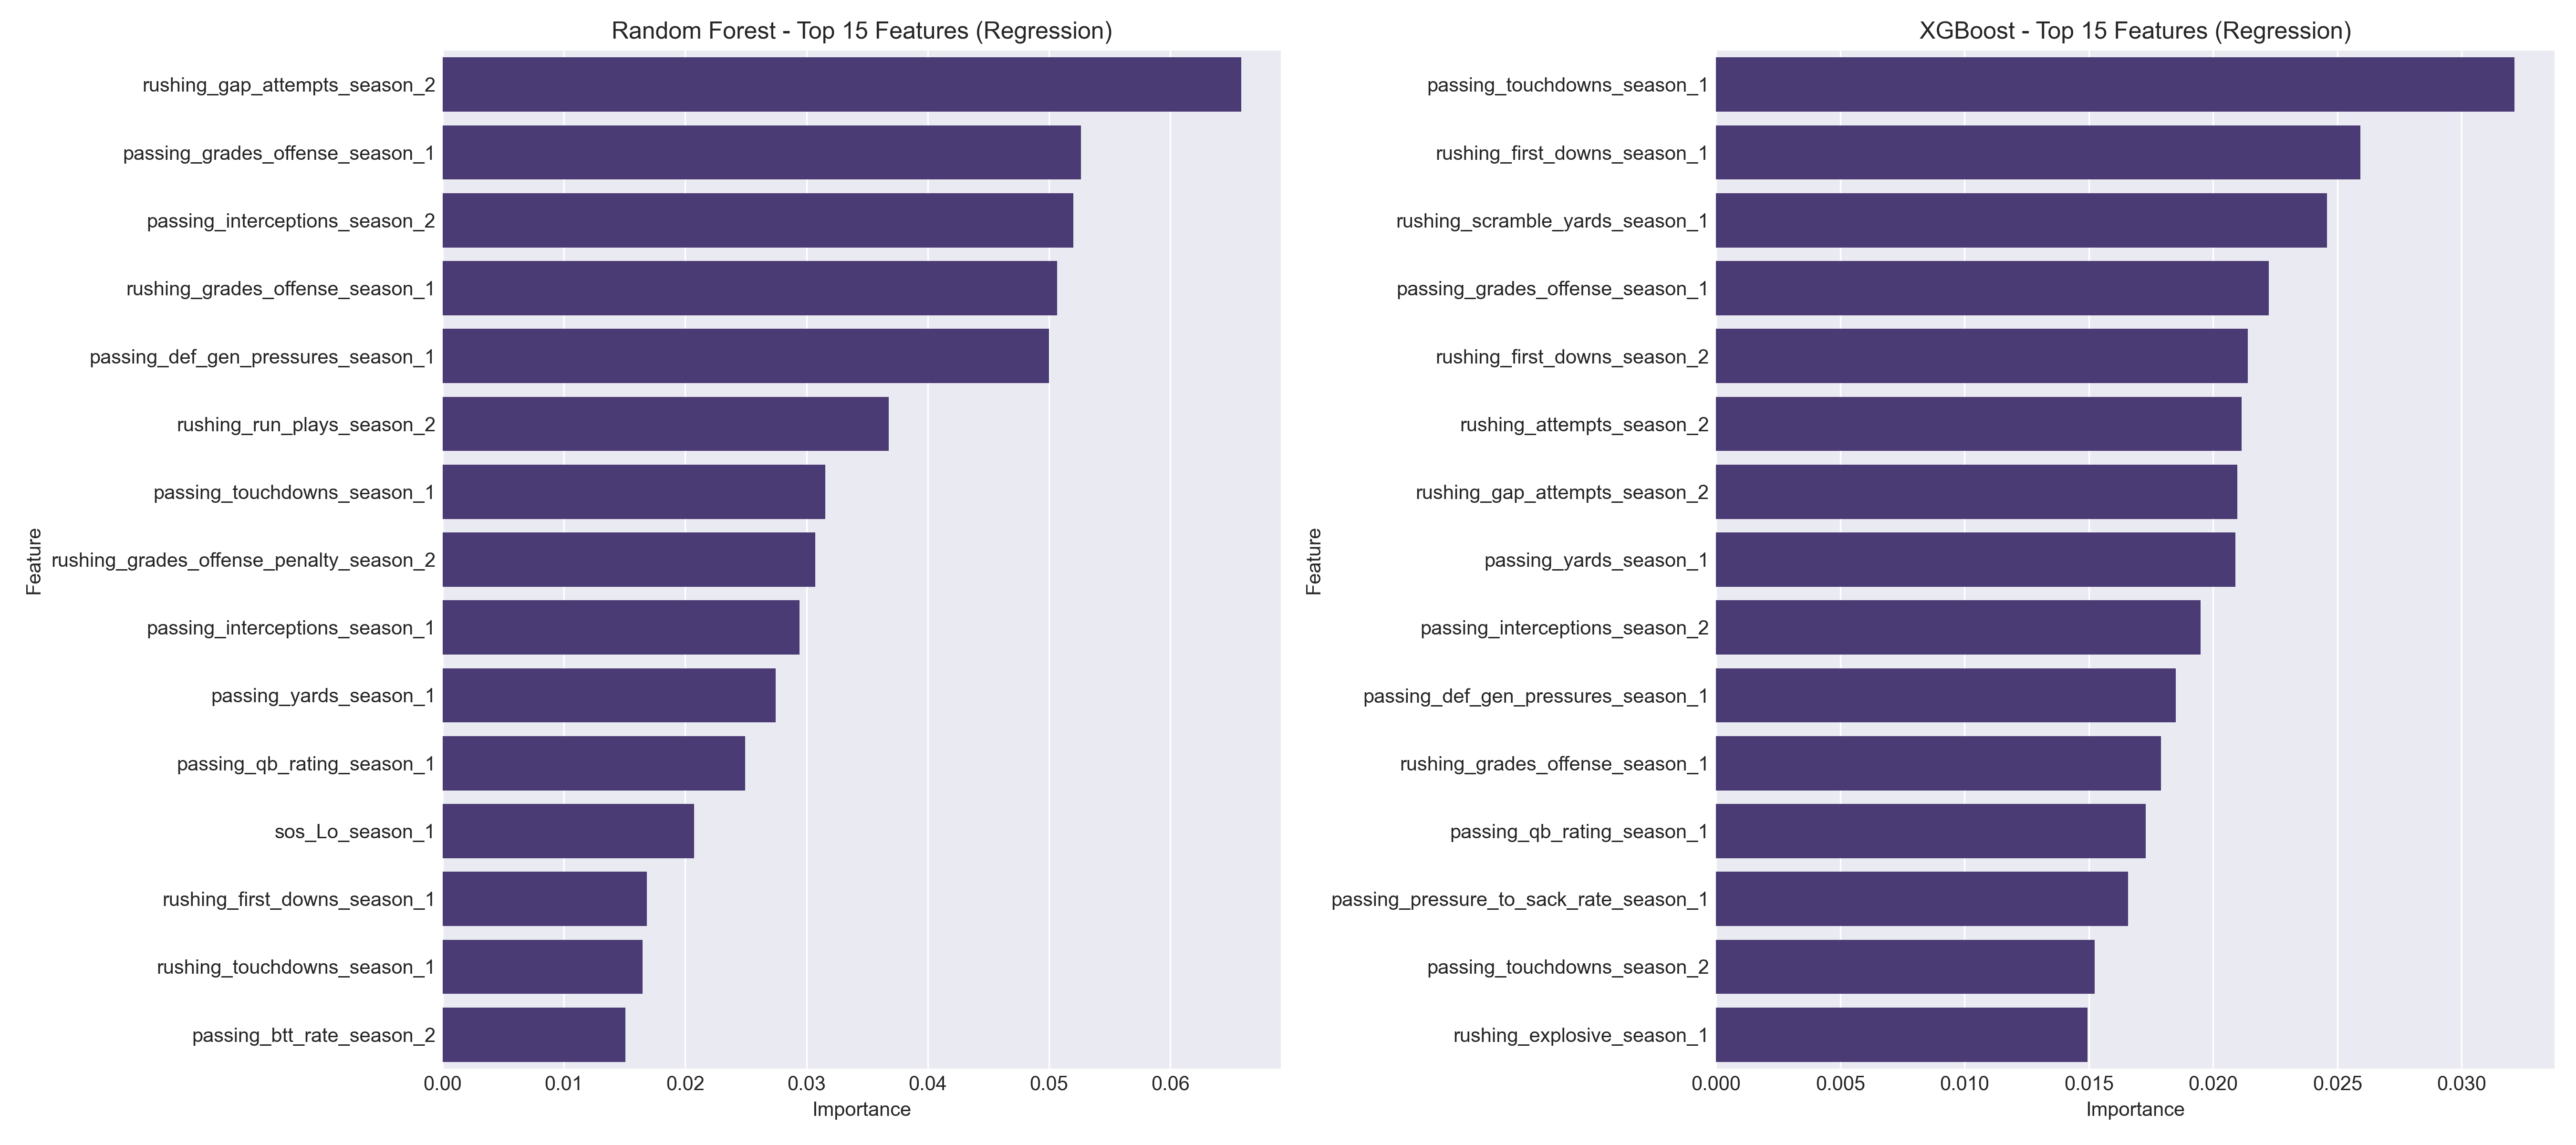 Random Forest - Top 15 Features (Regression)
Feature
rushing_gap_attempts_season_2
passing_grades_offense_season_1
passing_interceptions_season_2
rushing_grades_offense_season_1
passing_def_gen_pressures_season_1
rushing_run_plays_season_2
passing_touchdowns_season_1
rushing_grades_offense_penalty_season_2
passing_interceptions_season_1
passing_yards_season_1
passing_qb_rating_season_1
sos_Lo_season_1
rushing_first_downs_season_1
rushing_touchdowns_season_1
passing_btt_rate_season_2
0.00 0.01 0.02 0.03 0.04 0.05 0.06
Importance
XGBoost - Top 15 Features (Regression)
Feature
passing_touchdowns_season_1
rushing_first_downs_season_1
rushing_scramble_yards_season_1
passing_grades_offense_season_1
rushing_first_downs_season_2
rushing_attempts_season_2
rushing_gap_attempts_season_2
passing_yards_season_1
passing_interceptions_season_2
passing_def_gen_pressures_season_1
rushing_grades_offense_season_1
passing_qb_rating_season_1
passing_pressure_to_sack_rate_season_1
passing_touchdowns_season_2
rushing_explosive_season_1
0.000 0.005 0.010 0.015 0.020 0.025 0.030
Importance